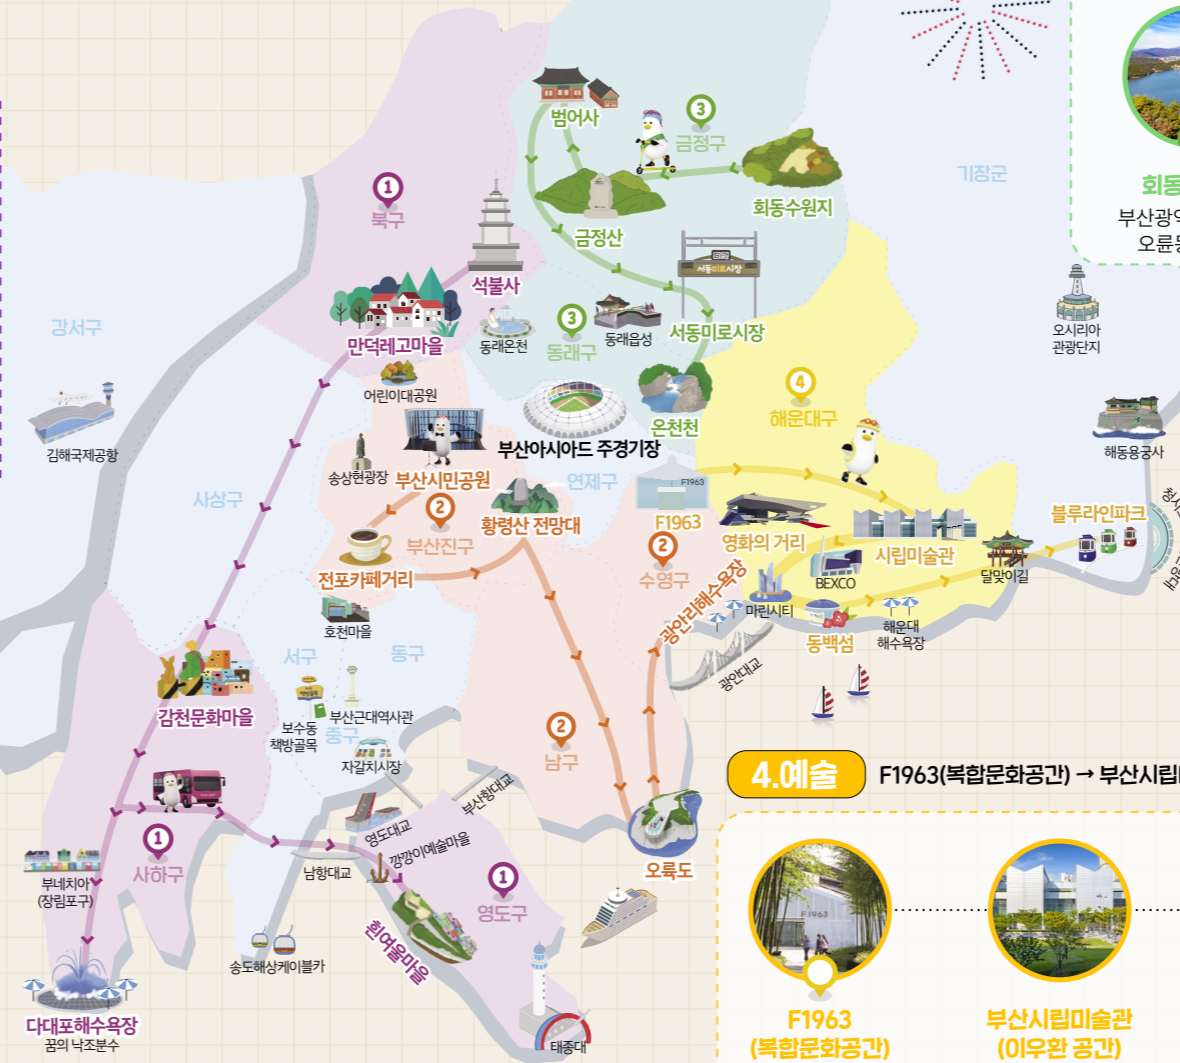 범어사
3
금정구
회동수원지
금정산
기장군
회동
부산광역
오륜동
1
북구
석불사
서동미로시장
서동미로시장
오시리아
관광단지
강서구
만덕레고마을
동래온천
3
동래구
동래읍성
어린이대공원
4
해운대구
온천천
김해국제공항
부산아시아드 주경기장
송상현광장
부산시민공원
연제구
F1963
해동용궁사
사상구
2
부산진구
황령산 전망대
F1963
2
수영구
영화의 거리
시립미술관
블루라인파크
전포카페거리
BEXCO
달맞이길
호천마을
광안리해수욕장
마린시티
동백섬
해운대
해수욕장
서구
동구
광안대교
감천문화마을
보수동
책방골목
부산근대역사관
중구
자갈치시장
2
남구
부산항대교
4.예술
F1963(복합문화공간) → 부산시립
영도대교
깡깡이예술마을
1
사하구
부네치아
(장림포구)
남항대교
오륙도
1
영도구
흰여울마을
송도해상케이블카
F1963
다대포해수욕장
꿈의 낙조분수
태종대
F1963
(복합문화공간)
부산시립미술관
(이우환 공간)